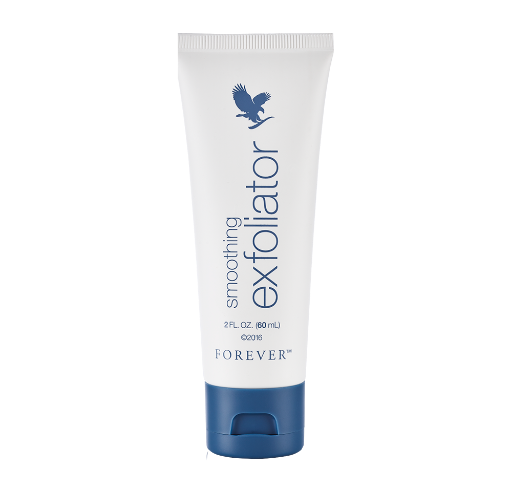 smoothing
exfoliator
2 FL. OZ. (60 mL)
©2016
FOREVER™